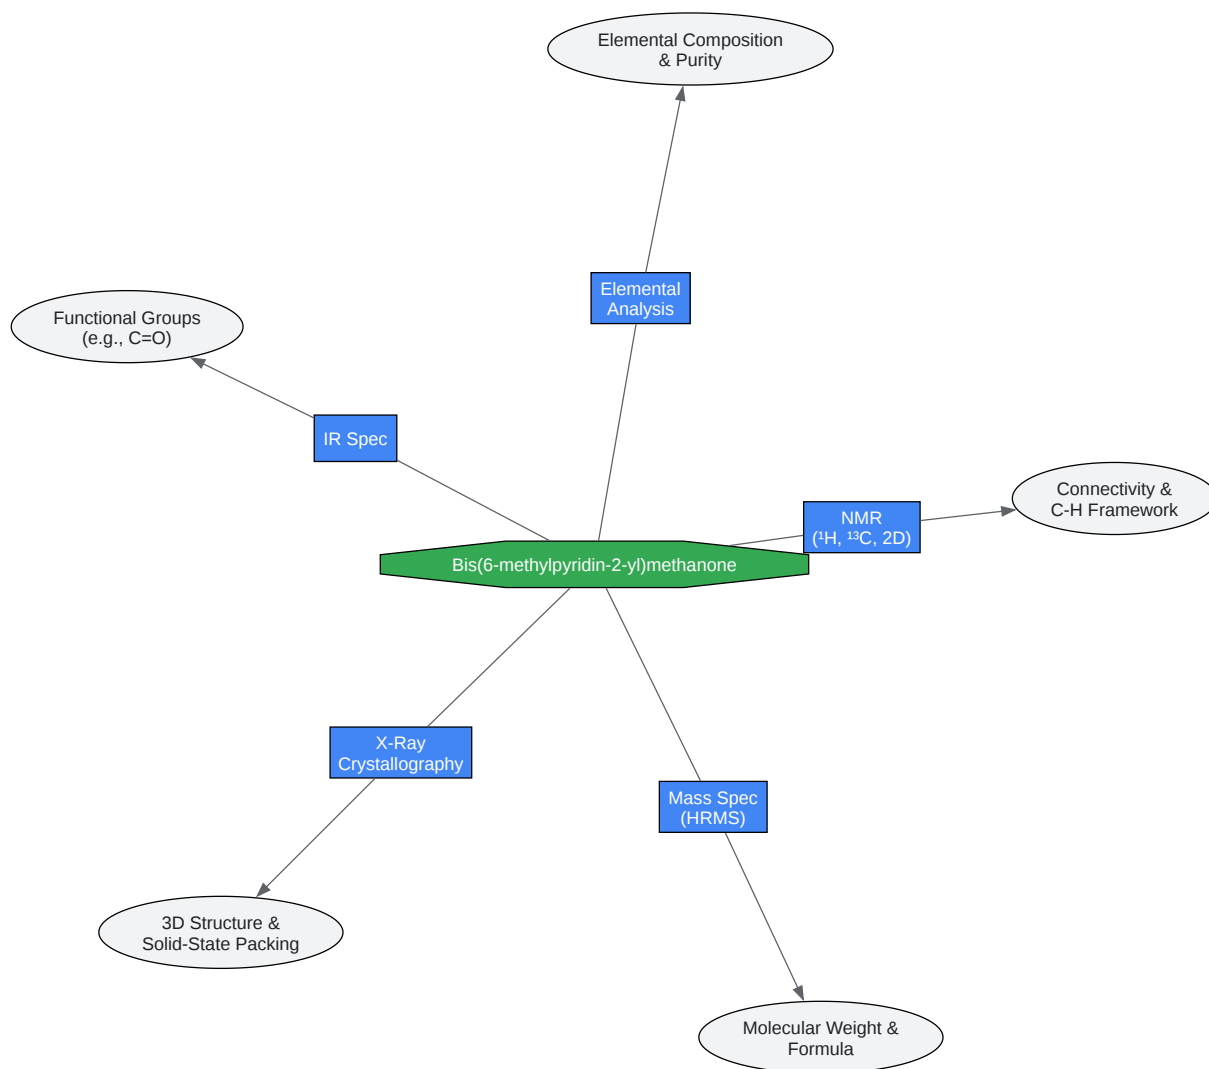 Elemental Composition
& Purity
Elemental
Analysis
Functional Groups
(e.g., C=O)
IR Spec
NMR
(¹H, ¹³C, 2D)
Connectivity &
C-H Framework
Bis(6-methylpyridin-2-yl)methanone
X-Ray
Crystallography
Mass Spec
(HRMS)
3D Structure &
Solid-State Packing
Molecular Weight &
Formula